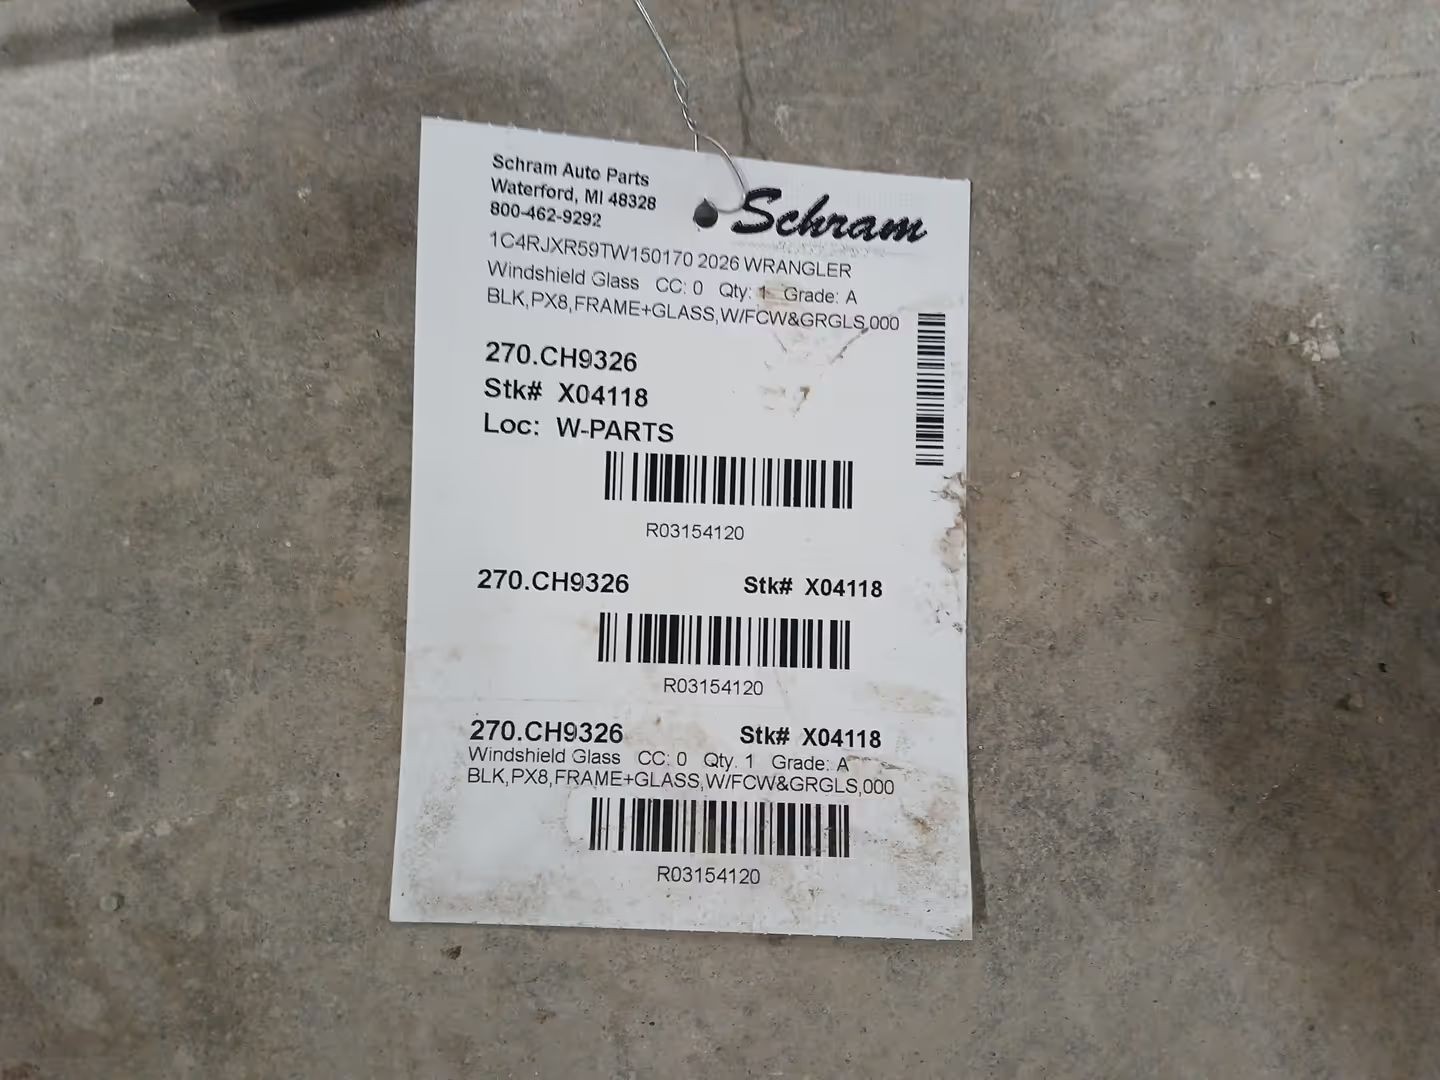 Schram Auto Parts
Waterford, MI 48328
800-462-9292
Schram
1C4RJXR59TW150170 2026 WRANGLER
Windshield Glass CC: 0 Qty: 1 Grade: A
BLK,PX8,FRAME+GLASS,W/FCW&GRGLS,000
270.CH9326
Stk# X04118
Loc: W-PARTS
R03154120
270.CH9326 Stk# X04118
R03154120
270.CH9326 Stk# X04118
Windshield Glass CC: 0 Qty. 1 Grade: A
BLK,PX8,FRAME+GLASS,W/FCW&GRGLS,000
R03154120